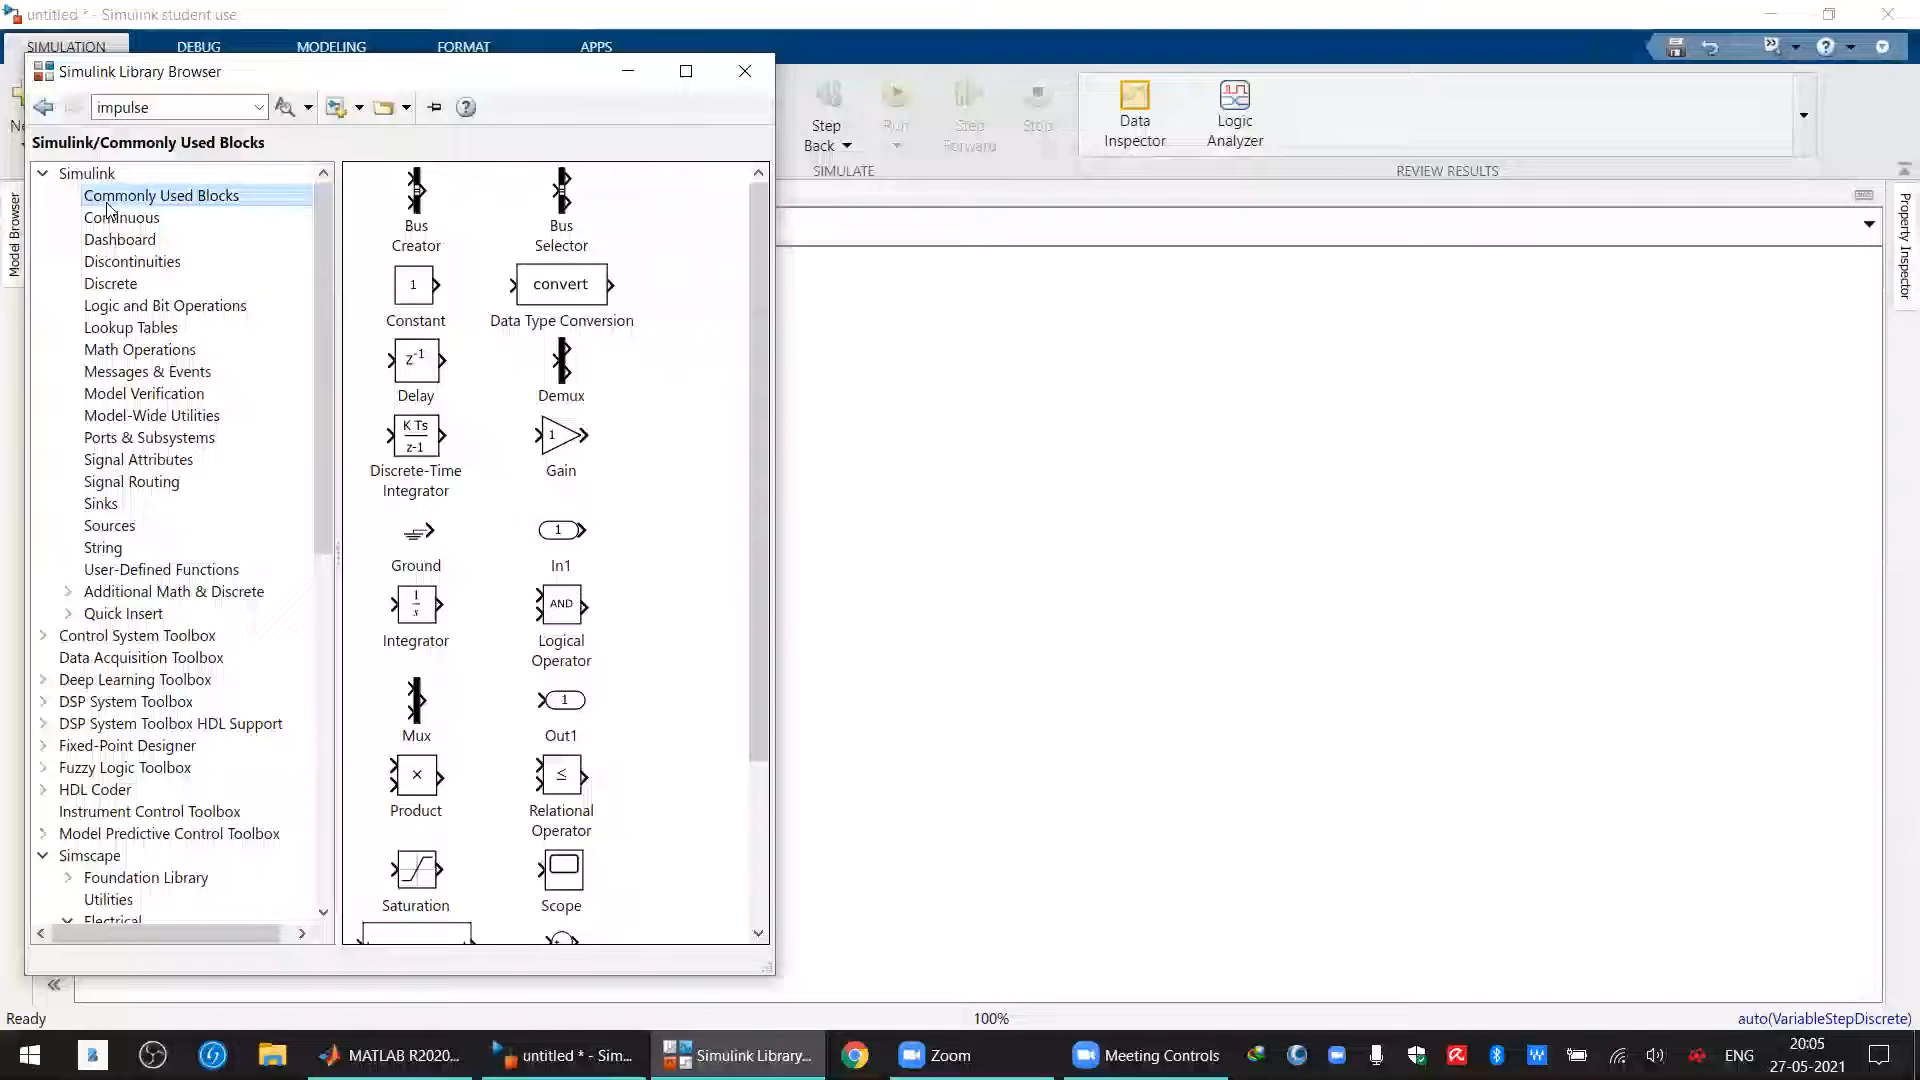 untitled * - Simulink student use
SIMULATION DEBUG MODELING FORMAT APPS
Simulink Library Browser
impulse
Simulink/Commonly Used Blocks
Simulink
Commonly Used Blocks
Continuous
Dashboard
Discontinuities
Discrete
Logic and Bit Operations
Lookup Tables
Math Operations
Messages & Events
Model Verification
Model-Wide Utilities
Ports & Subsystems
Signal Attributes
Signal Routing
Sinks
Sources
String
User-Defined Functions
Additional Math & Discrete
Quick Insert
Control System Toolbox
Data Acquisition Toolbox
Deep Learning Toolbox
DSP System Toolbox
DSP System Toolbox HDL Support
Fixed-Point Designer
Fuzzy Logic Toolbox
HDL Coder
Instrument Control Toolbox
Model Predictive Control Toolbox
Simscape
Foundation Library
Utilities
Electrical
Bus
Creator
Bus
Selector
1
Constant
convert
Data Type Conversion
z-1
Delay
Demux
K Ts
z-1
Discrete-Time
Integrator
1
Gain
Ground
1
In1
1
s
Integrator
AND
Logical
Operator
Mux
1
Out1
×
Product
≤
Relational
Operator
Saturation
Scope
Step
Back
Run
Step
Forward
Stop
SIMULATE
Data
Inspector
Logic
Analyzer
REVIEW RESULTS
Model Browser
Property Inspector
Ready
100%
auto(VariableStepDiscrete)
MATLAB R2020...
untitled * - Sim...
Simulink Library...
Zoom
Meeting Controls
ENG
20:05
27-05-2021